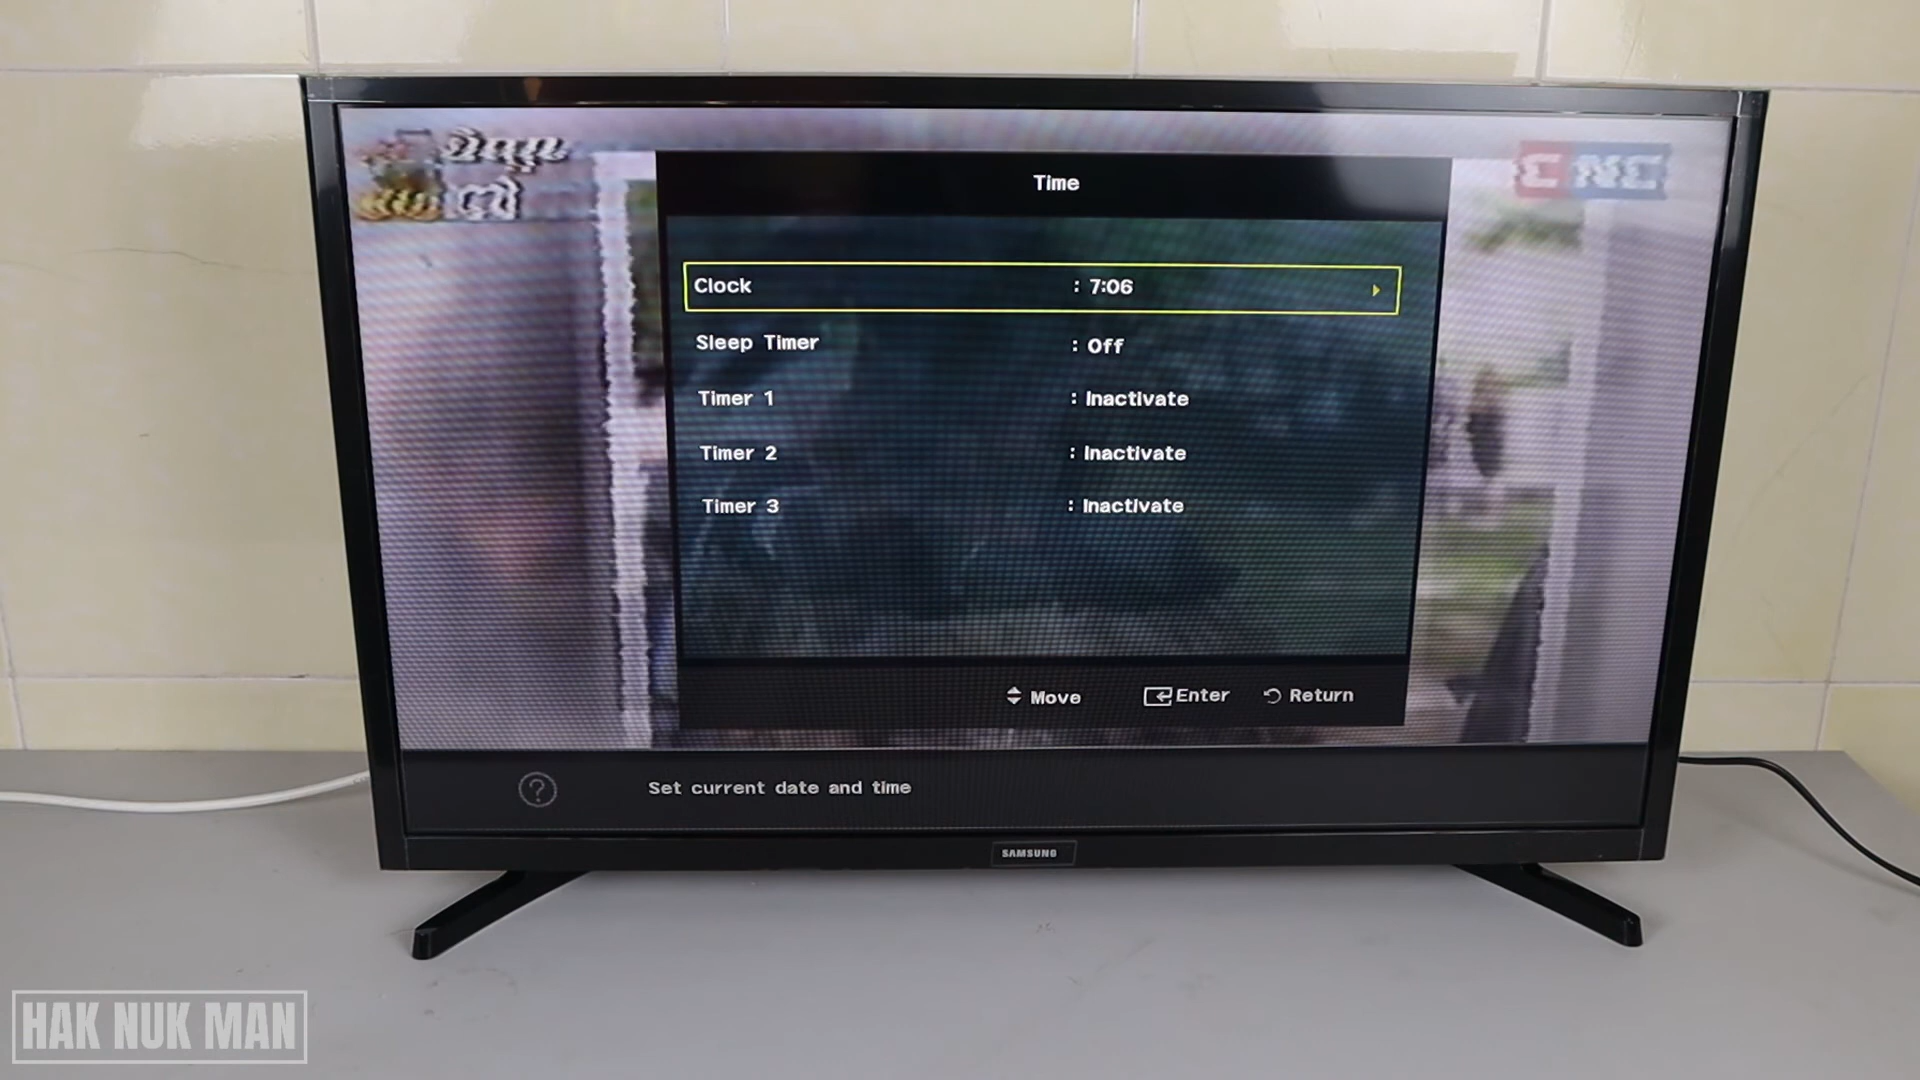 CNC
Time
Clock : 7:06
Sleep Timer : Off
Timer 1 : Inactivate
Timer 2 : Inactivate
Timer 3 : Inactivate
Move Enter Return
Set current date and time
SAMSUNG
HAK NUK MAN